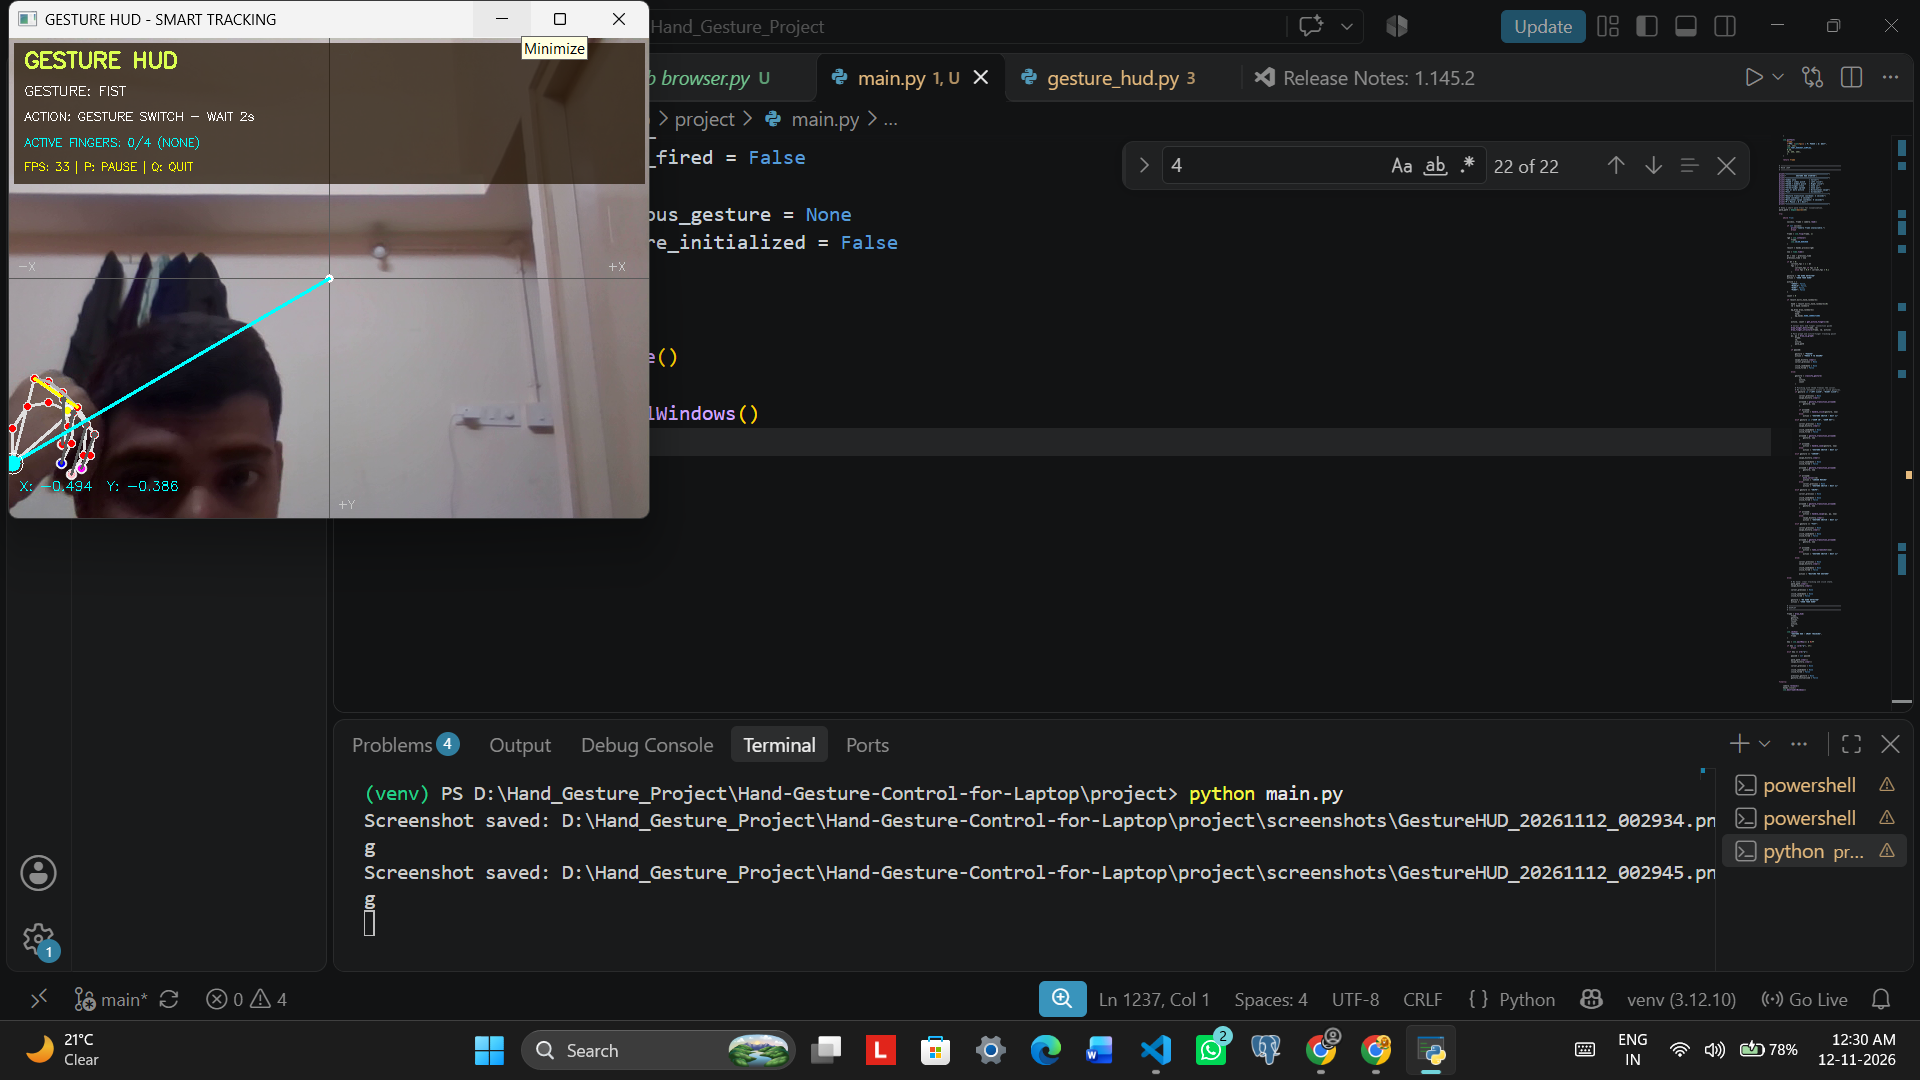 GESTURE HUD - SMART TRACKING
Minimize
GESTURE HUD
GESTURE: FIST
ACTION: GESTURE SWITCH - WAIT 2s
ACTIVE FINGERS: 0/4 (NONE)
FPS: 33 | P: PAUSE | Q: QUIT
-X
+X
X: -0.494 Y: -0.386
+Y
Hand_Gesture_Project
Update
browser.py U
main.py 1, U
gesture_hud.py 3
Release Notes: 1.145.2
project > main.py > ...
4
Aa
ab
.*
22 of 22
_fired = False
ous_gesture = None
re_initialized = False
e()
lWindows()
Problems 4
Output
Debug Console
Terminal
Ports
(venv) PS D:\Hand_Gesture_Project\Hand-Gesture-Control-for-Laptop\project> python main.py
Screenshot saved: D:\Hand_Gesture_Project\Hand-Gesture-Control-for-Laptop\project\screenshots\GestureHUD_20261112_002934.pn
g
Screenshot saved: D:\Hand_Gesture_Project\Hand-Gesture-Control-for-Laptop\project\screenshots\GestureHUD_20261112_002945.pn
g
powershell
powershell
python pr...
1
main*
0
4
Ln 1237, Col 1
Spaces: 4
UTF-8
CRLF
{ } Python
venv (3.12.10)
Go Live
21°C
Clear
Search
L
W
2
ENG
IN
78%
12:30 AM
12-11-2026